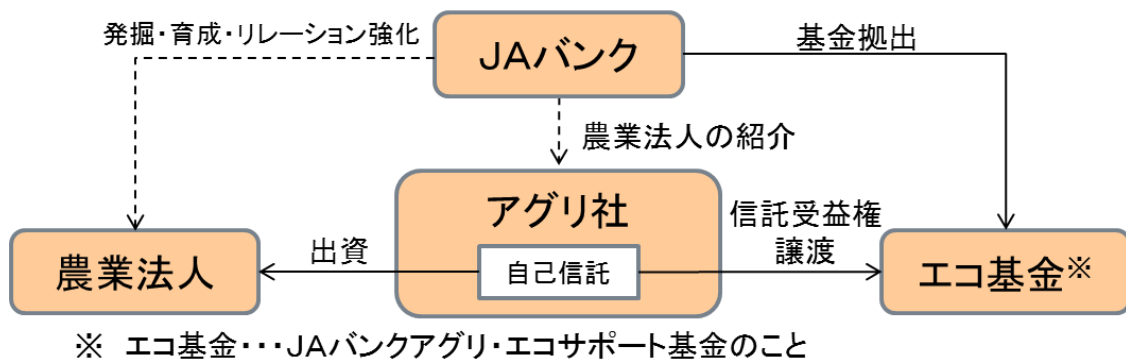 発掘・育成・リレーション強化
JAバンク
基金拠出
農業法人の紹介
アグリ社
信託受益権
譲渡
農業法人
出資
自己信託
エコ基金※
※ エコ基金・・・JAバンクアグリ・エコサポート基金のこと